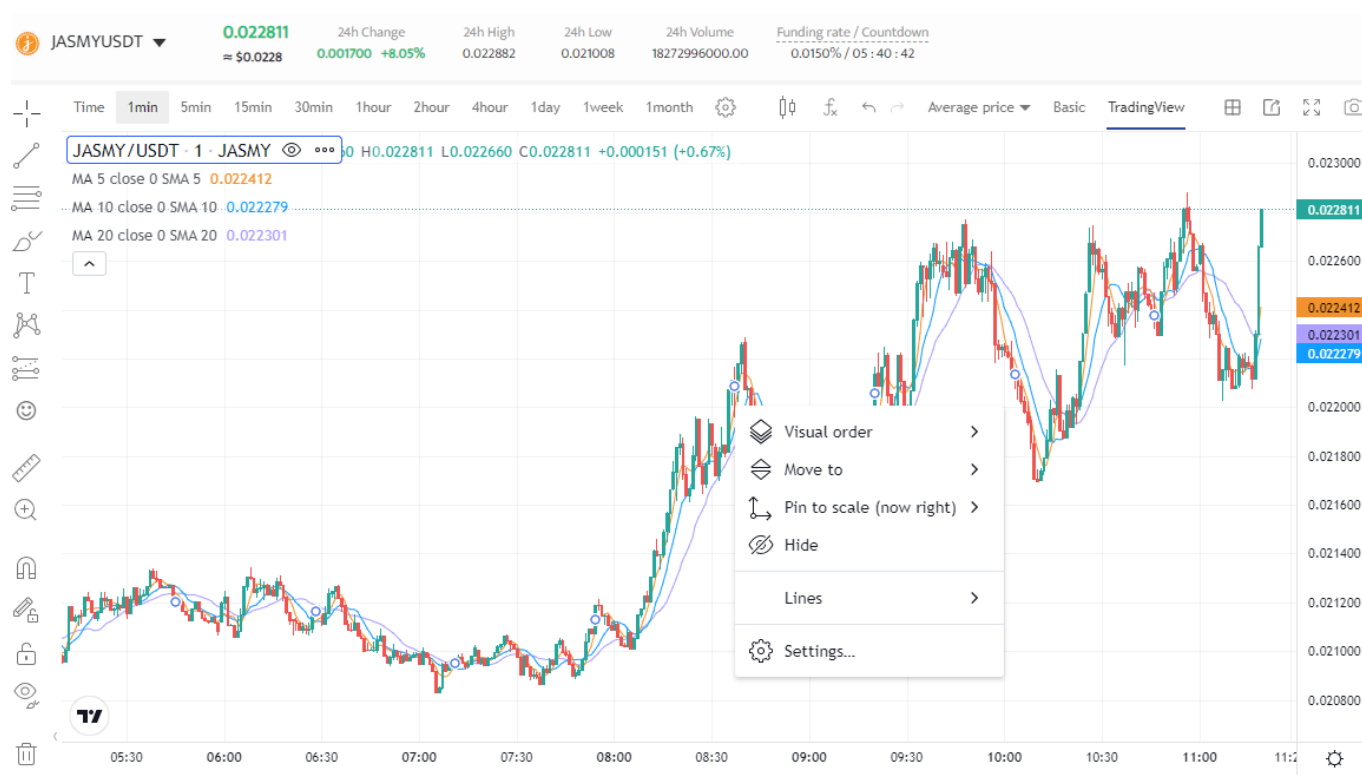 JASMYUSDT
0.022811
≈ $0.0228
24h Change
0.001700 +8.05%
24h High
0.022882
24h Low
0.021008
24h Volume
18272996000.00
Funding rate / Countdown
0.0150% / 05 : 40 : 42
Time 1min 5min 15min 30min 1hour 2hour 4hour 1day 1week 1month Average price Basic TradingView
JASMY/USDT · 1 · JASMY H0.022811 L0.022660 C0.022811 +0.000151 (+0.67%)
MA 5 close 0 SMA 5 0.022412
MA 10 close 0 SMA 10 0.022279
MA 20 close 0 SMA 20 0.022301
0.023000
0.022811
0.022600
0.022412
0.022301
0.022279
0.022000
0.021800
0.021600
0.021400
0.021200
0.021000
0.020800
Visual order
Move to
Pin to scale (now right)
Hide
Lines
Settings...
05:30 06:00 06:30 07:00 07:30 08:00 08:30 09:00 09:30 10:00 10:30 11:00